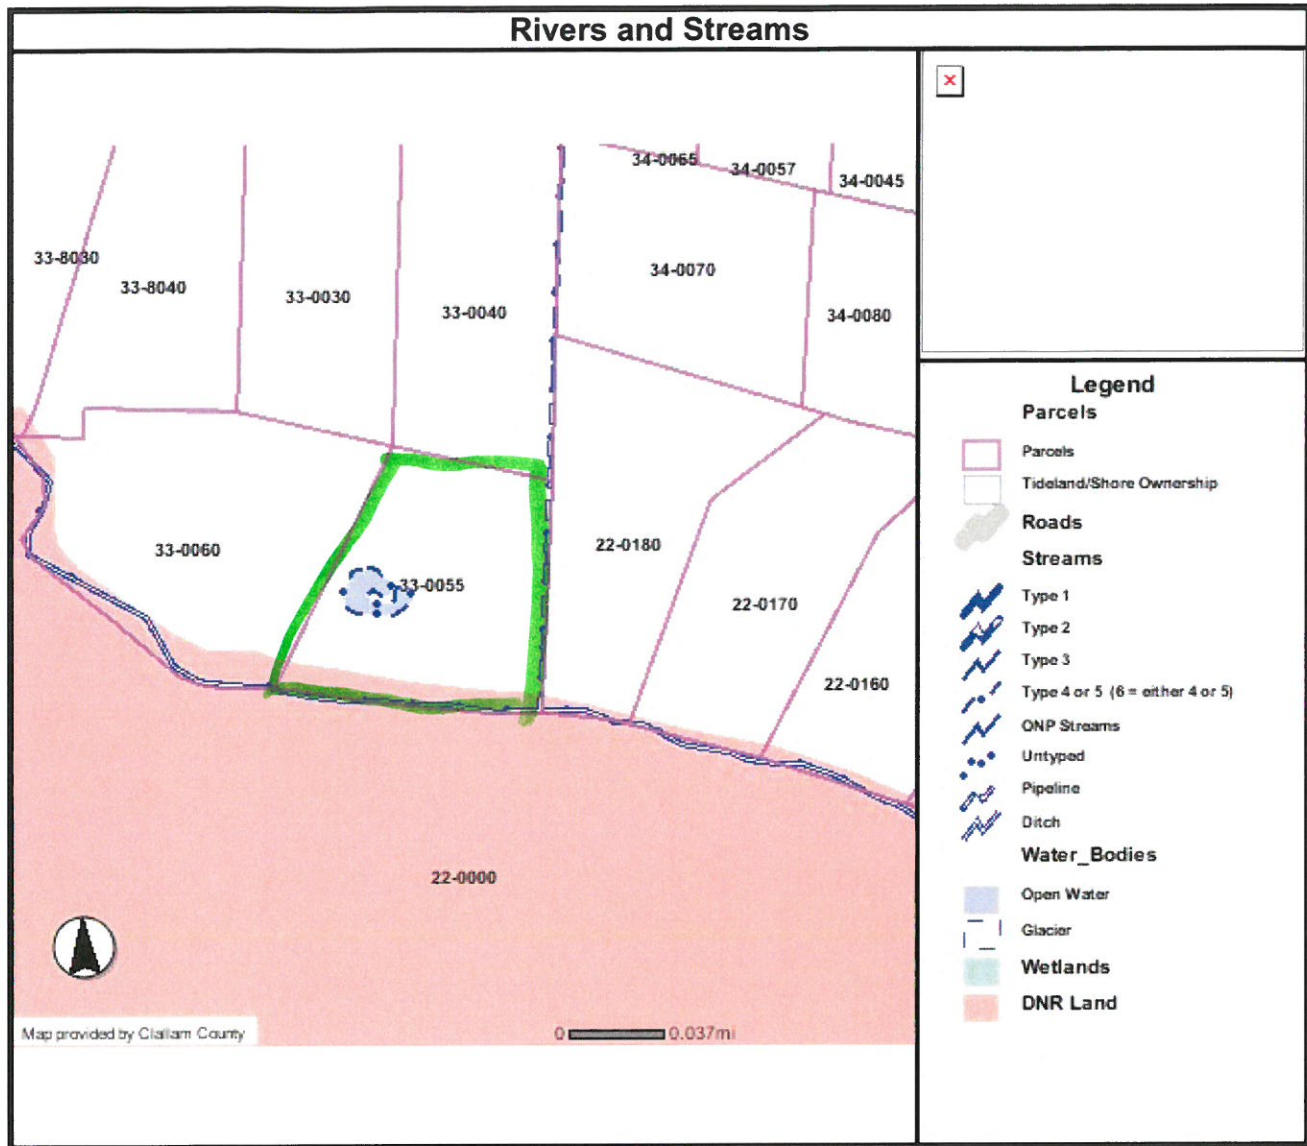 Rivers and Streams
34-0065
34-0057
34-0045
33-8030
33-8040
33-0030
33-0040
34-0070
34-0080
33-0060
33-0055
22-0180
22-0170
22-0160
22-0000
Map provided by Clallam County
0 0.037mi
Legend
Parcels
Parcels
Tideland/Shore Ownership
Roads
Streams
Type 1
Type 2
Type 3
Type 4 or 5 (6 = either 4 or 5)
ONP Streams
Untyped
Pipeline
Ditch
Water_Bodies
Open Water
Glacier
Wetlands
DNR Land